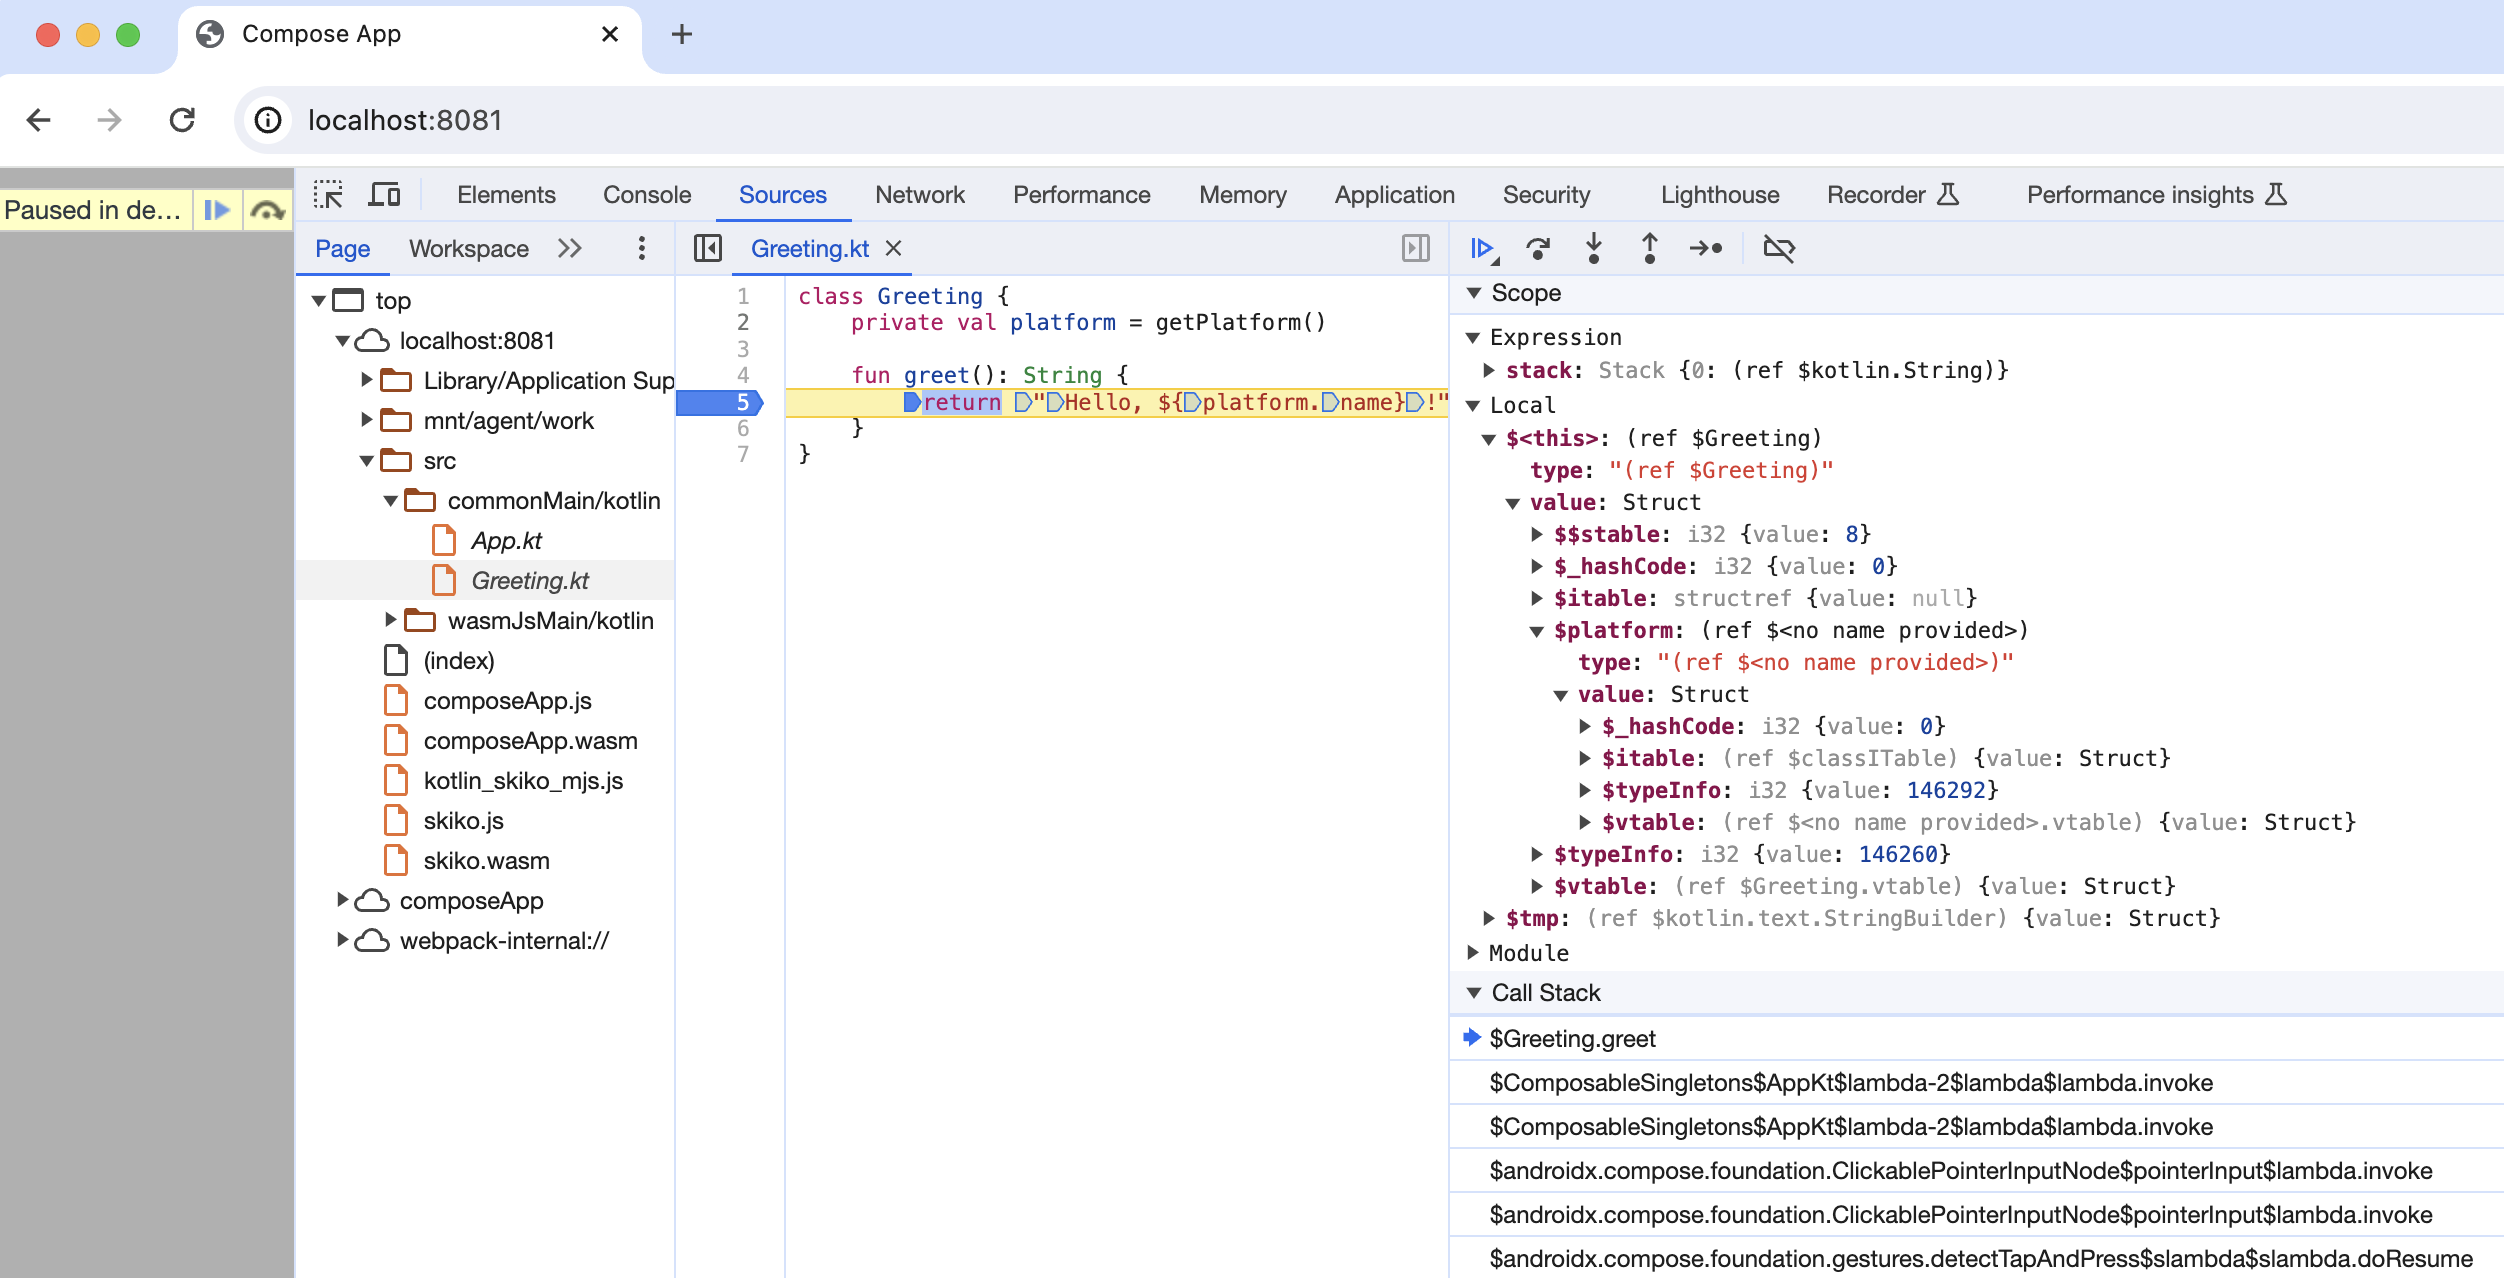 Compose App
localhost:8081
Paused in de...
Elements Console Sources Network Performance Memory Application Security Lighthouse Recorder Performance insights
Page Workspace
top
localhost:8081
Library/Application Sup
mnt/agent/work
src
commonMain/kotlin
App.kt
Greeting.kt
wasmJsMain/kotlin
(index)
composeApp.js
composeApp.wasm
kotlin_skiko_mjs.js
skiko.js
skiko.wasm
composeApp
webpack-internal://
Greeting.kt
1 class Greeting {
2 private val platform = getPlatform()
3
4 fun greet(): String {
5 return "Hello, ${platform.name}!"
6 }
7 }
Scope
Expression
stack: Stack {0: (ref $kotlin.String)}
Local
$<this>: (ref $Greeting)
type: "(ref $Greeting)"
value: Struct
$$stable: i32 {value: 8}
$_hashCode: i32 {value: 0}
$itable: structref {value: null}
$platform: (ref $<no name provided>)
type: "(ref $<no name provided>)"
value: Struct
$_hashCode: i32 {value: 0}
$itable: (ref $classITable) {value: Struct}
$typeInfo: i32 {value: 146292}
$vtable: (ref $<no name provided>.vtable) {value: Struct}
$typeInfo: i32 {value: 146260}
$vtable: (ref $Greeting.vtable) {value: Struct}
$tmp: (ref $kotlin.text.StringBuilder) {value: Struct}
Module
Call Stack
$Greeting.greet
$ComposableSingletons$AppKt$lambda-2$lambda$lambda.invoke
$ComposableSingletons$AppKt$lambda-2$lambda$lambda.invoke
$androidx.compose.foundation.ClickablePointerInputNode$pointerInput$lambda.invoke
$androidx.compose.foundation.ClickablePointerInputNode$pointerInput$lambda.invoke
$androidx.compose.foundation.gestures.detectTapAndPress$slambda$slambda.doResume